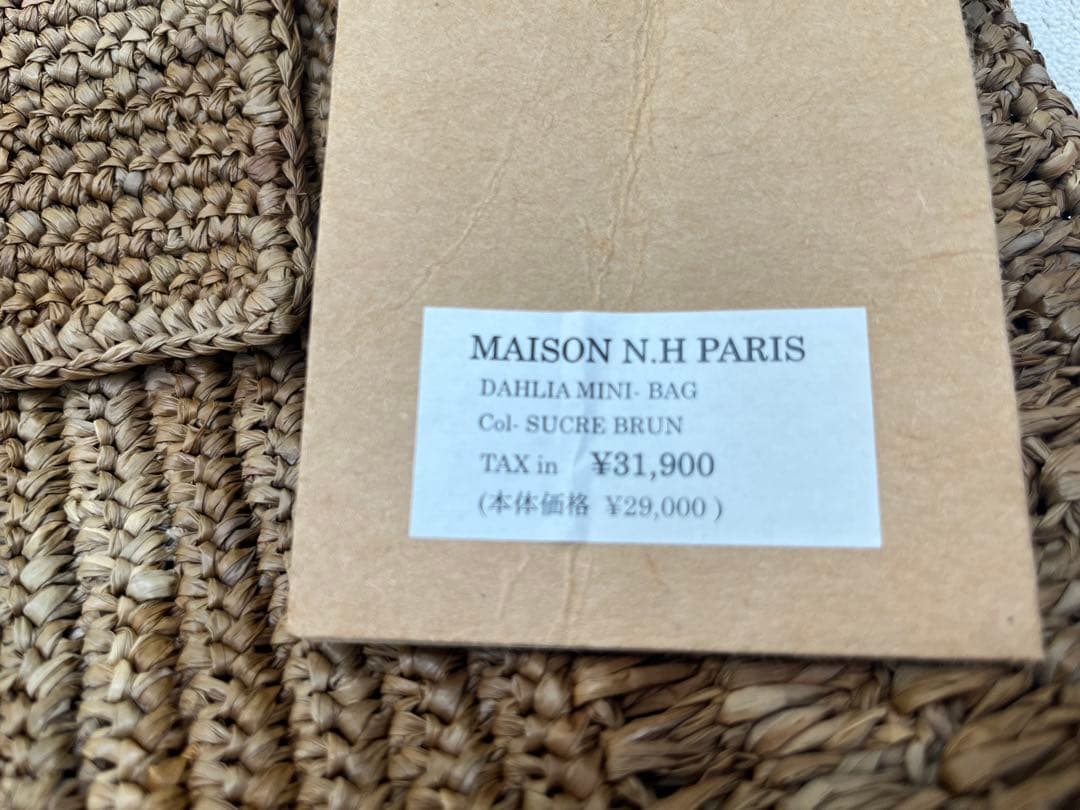 MAISON N.H PARIS
DAHLIA MINI- BAG
Col- SUCRE BRUN
TAX in ¥31,900
(本体価格 ¥29,000 )